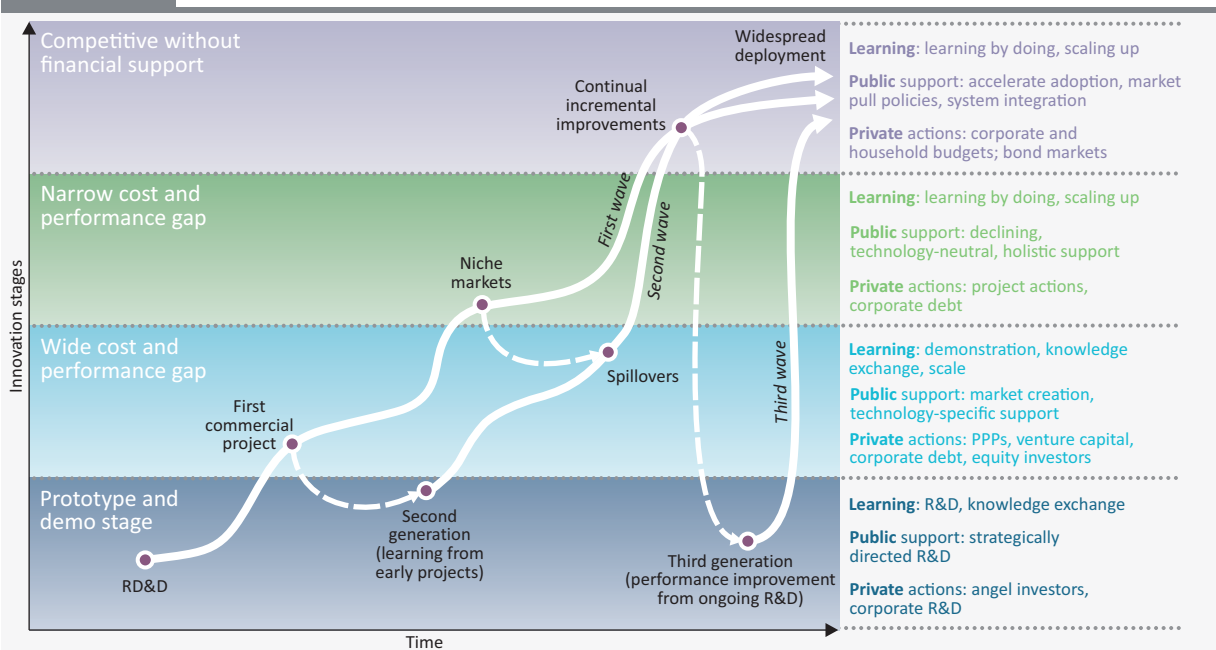 Competitive without
financial support
Widespread
deployment
Continual
incremental
improvements
Learning: learning by doing, scaling up
Public support: accelerate adoption, market
pull policies, system integration
Private actions: corporate and
household budgets; bond markets
Narrow cost and
performance gap
First wave
Second wave
Niche
markets
Learning: learning by doing, scaling up
Public support: declining,
technology-neutral, holistic support
Private actions: project actions,
corporate debt
Innovation stages
Wide cost and
performance gap
Spillovers
Third wave
First
commercial
project
Learning: demonstration, knowledge
exchange, scale
Public support: market creation,
technology-specific support
Private actions: PPPs, venture capital,
corporate debt, equity investors
Prototype and
demo stage
RD&D
Second
generation
(learning from
early projects)
Third generation
(performance improvement
from ongoing R&D)
Learning: R&D, knowledge exchange
Public support: strategically
directed R&D
Private actions: angel investors,
corporate R&D
Time